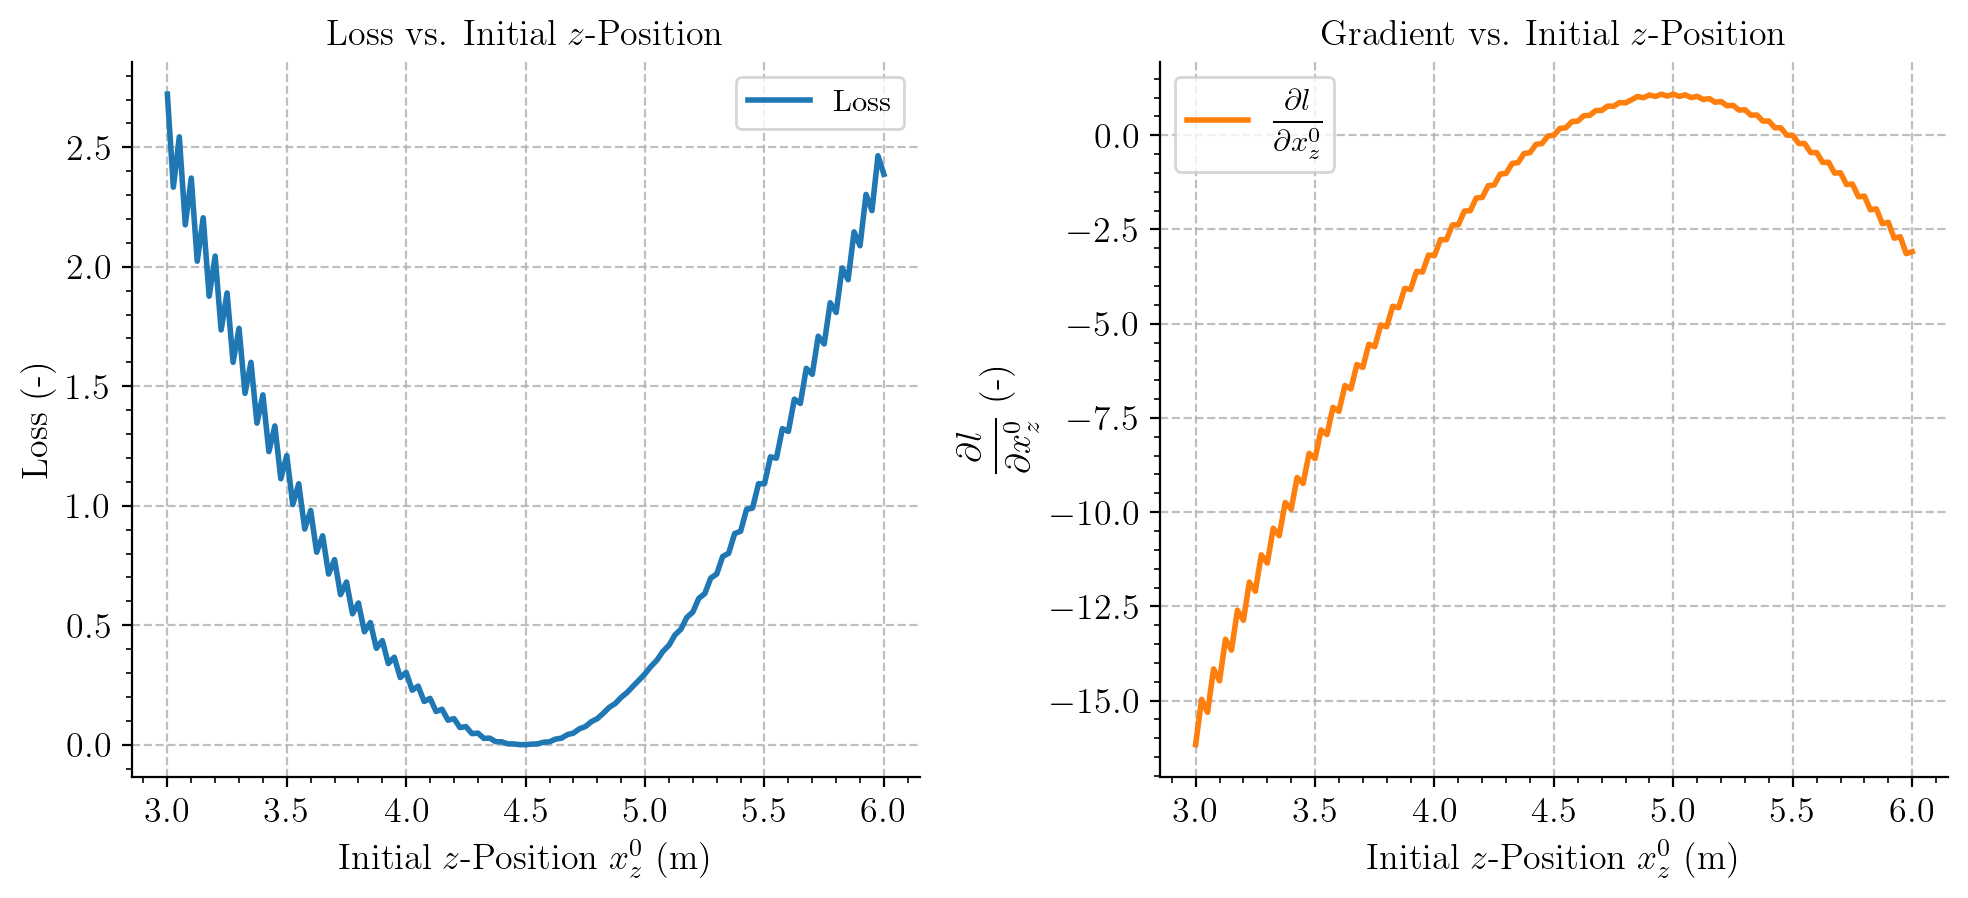 Loss vs. Initial z-Position
Loss
2.5
2.0
1.5
1.0
0.5
0.0
Loss (-)
3.0 3.5 4.0 4.5 5.0 5.5 6.0
Initial z-Position x_z^0 (m)
Gradient vs. Initial z-Position
∂l/∂x_z^0
0.0
−2.5
−5.0
−7.5
−10.0
−12.5
−15.0
∂l/∂x_z^0 (-)
3.0 3.5 4.0 4.5 5.0 5.5 6.0
Initial z-Position x_z^0 (m)